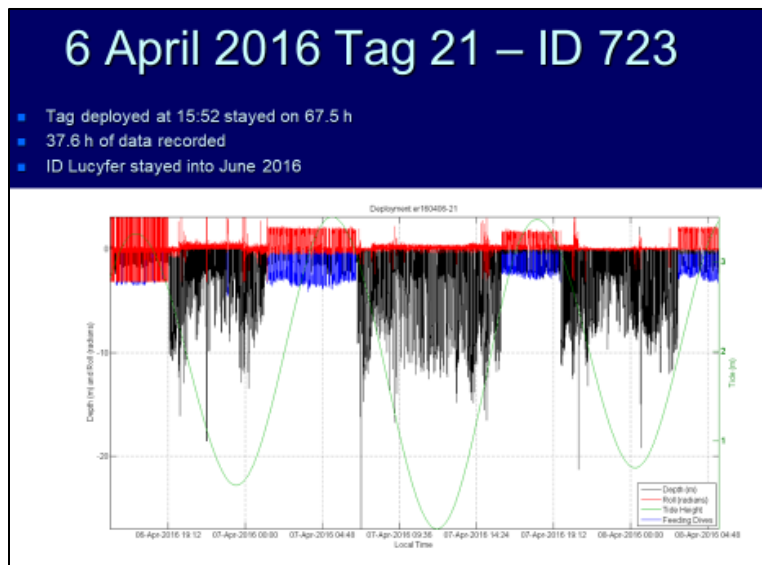 6 April 2016 Tag 21 – ID 723
Tag deployed at 15:52 stayed on 67.5 h
37.6 h of data recorded
ID Lucyfer stayed into June 2016
Deployment er160406-21
0
-10
-20
3
2
1
Depth (m) and Roll (radians)
Tide (m)
Depth (m)
Roll (radians)
Tide Height
Feeding Dives
06-Apr-2016 19:12 07-Apr-2016 00:00 07-Apr-2016 04:48 07-Apr-2016 09:36 07-Apr-2016 14:24 07-Apr-2016 19:12 08-Apr-2016 00:00 08-Apr-2016 04:48
Local Time